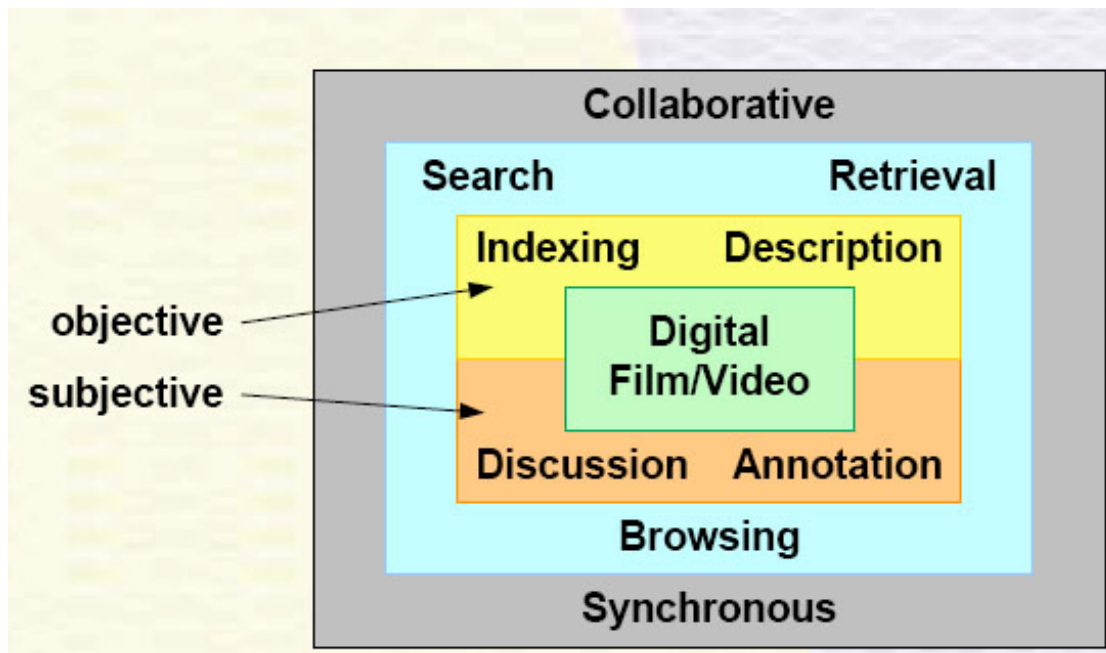 Collaborative
Search Retrieval
Indexing Description
objective
Digital
Film/Video
subjective
Discussion Annotation
Browsing
Synchronous